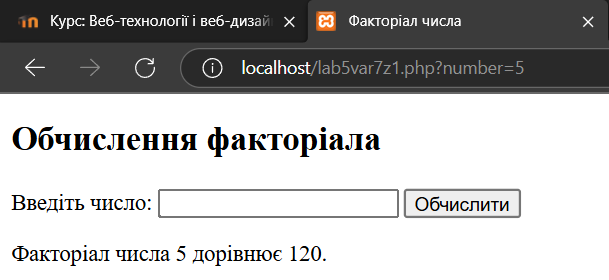 Курс: Веб-технології і веб-дизай
Факторіал числа
localhost/lab5var7z1.php?number=5
Обчислення факторіала
Введіть число: Обчислити
Факторіал числа 5 дорівнює 120.